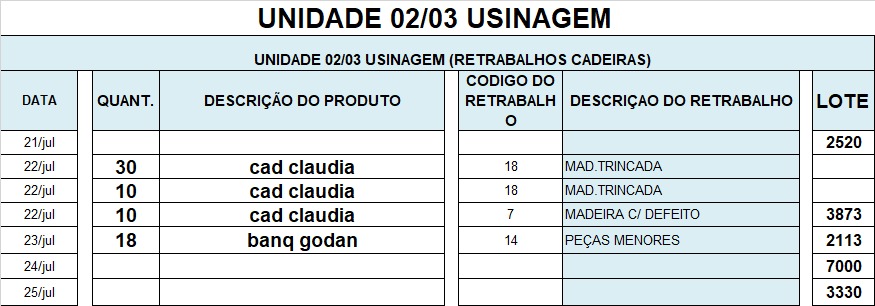 UNIDADE 02/03 USINAGEM
UNIDADE 02/03 USINAGEM (RETRABALHOS CADEIRAS)
DATA QUANT. DESCRIÇÃO DO PRODUTO CODIGO DO RETRABALH O DESCRIÇAO DO RETRABALHO LOTE
21/jul 2520
22/jul 30 cad claudia 18 MAD.TRINCADA
22/jul 10 cad claudia 18 MAD.TRINCADA
22/jul 10 cad claudia 7 MADEIRA C/ DEFEITO 3873
23/jul 18 banq godan 14 PEÇAS MENORES 2113
24/jul 7000
25/jul 3330